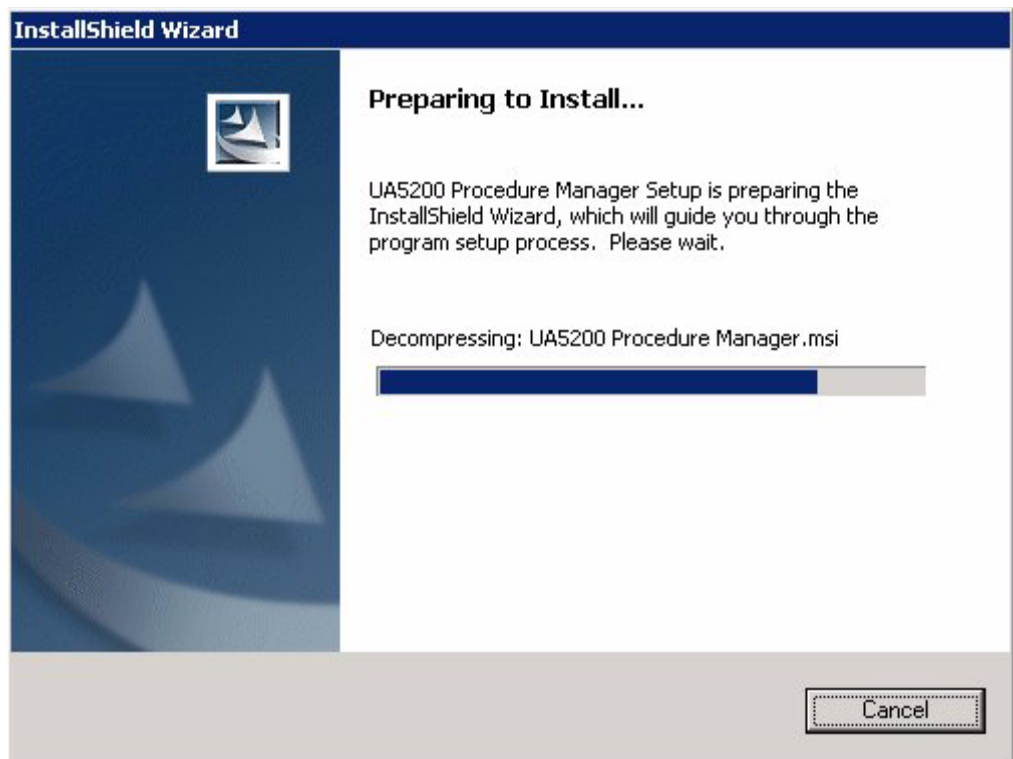 InstallShield Wizard
Preparing to Install...
UA5200 Procedure Manager Setup is preparing the
InstallShield Wizard, which will guide you through the
program setup process.  Please wait.
Decompressing: UA5200 Procedure Manager.msi
Cancel